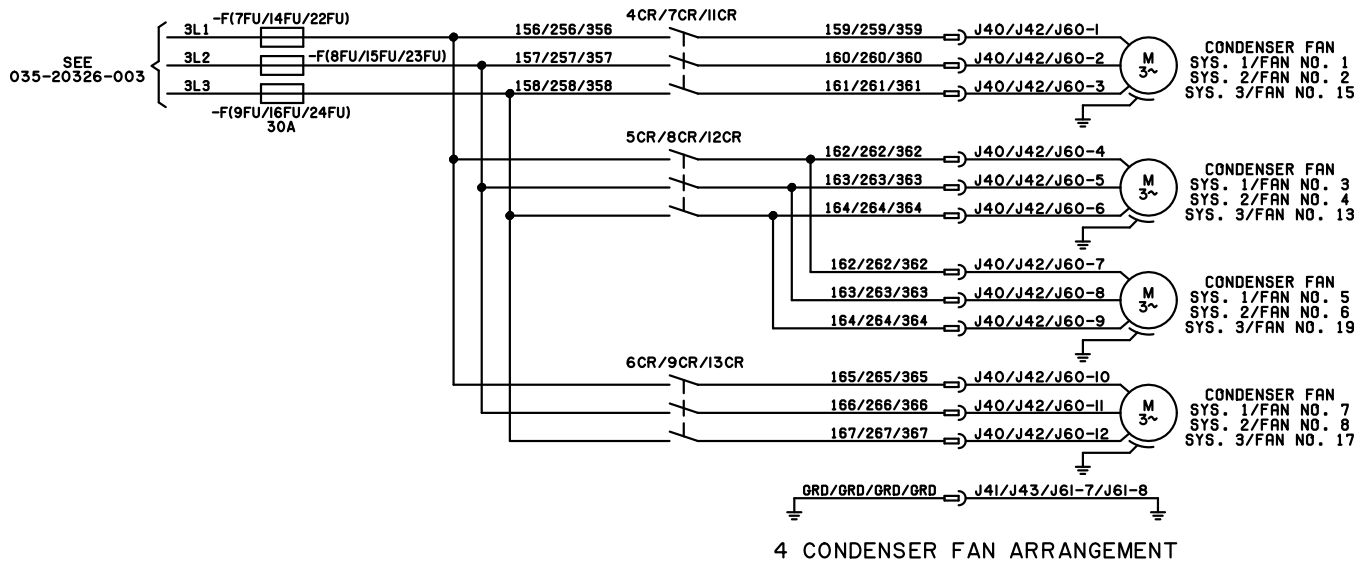 SEE
035-20326-003
3L1
-F(7FU/14FU/22FU)
3L2
-F(8FU/15FU/23FU)
3L3
-F(9FU/16FU/24FU)
30A
4CR/7CR/11CR
156/256/356
159/259/359
J40/J42/J60-1
157/257/357
160/260/360
J40/J42/J60-2
158/258/358
161/261/361
J40/J42/J60-3
M
3~
CONDENSER FAN
SYS. 1/FAN NO. 1
SYS. 2/FAN NO. 2
SYS. 3/FAN NO. 15
5CR/8CR/12CR
162/262/362
J40/J42/J60-4
163/263/363
J40/J42/J60-5
164/264/364
J40/J42/J60-6
M
3~
CONDENSER FAN
SYS. 1/FAN NO. 3
SYS. 2/FAN NO. 4
SYS. 3/FAN NO. 13
162/262/362
J40/J42/J60-7
163/263/363
J40/J42/J60-8
164/264/364
J40/J42/J60-9
M
3~
CONDENSER FAN
SYS. 1/FAN NO. 5
SYS. 2/FAN NO. 6
SYS. 3/FAN NO. 19
6CR/9CR/13CR
165/265/365
J40/J42/J60-10
166/266/366
J40/J42/J60-11
167/267/367
J40/J42/J60-12
M
3~
CONDENSER FAN
SYS. 1/FAN NO. 7
SYS. 2/FAN NO. 8
SYS. 3/FAN NO. 17
GRD/GRD/GRD/GRD
J41/J43/J61-7/J61-8
4 CONDENSER FAN ARRANGEMENT